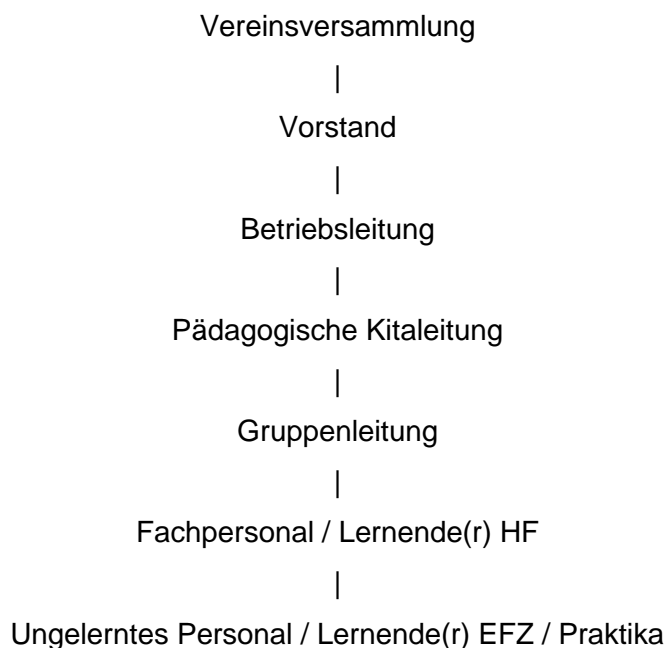 Vereinsversammlung
|
Vorstand
|
Betriebsleitung
|
Pädagogische Kitaleitung
|
Gruppenleitung
|
Fachpersonal / Lernende(r) HF
|
Ungelerntes Personal / Lernende(r) EFZ / Praktika